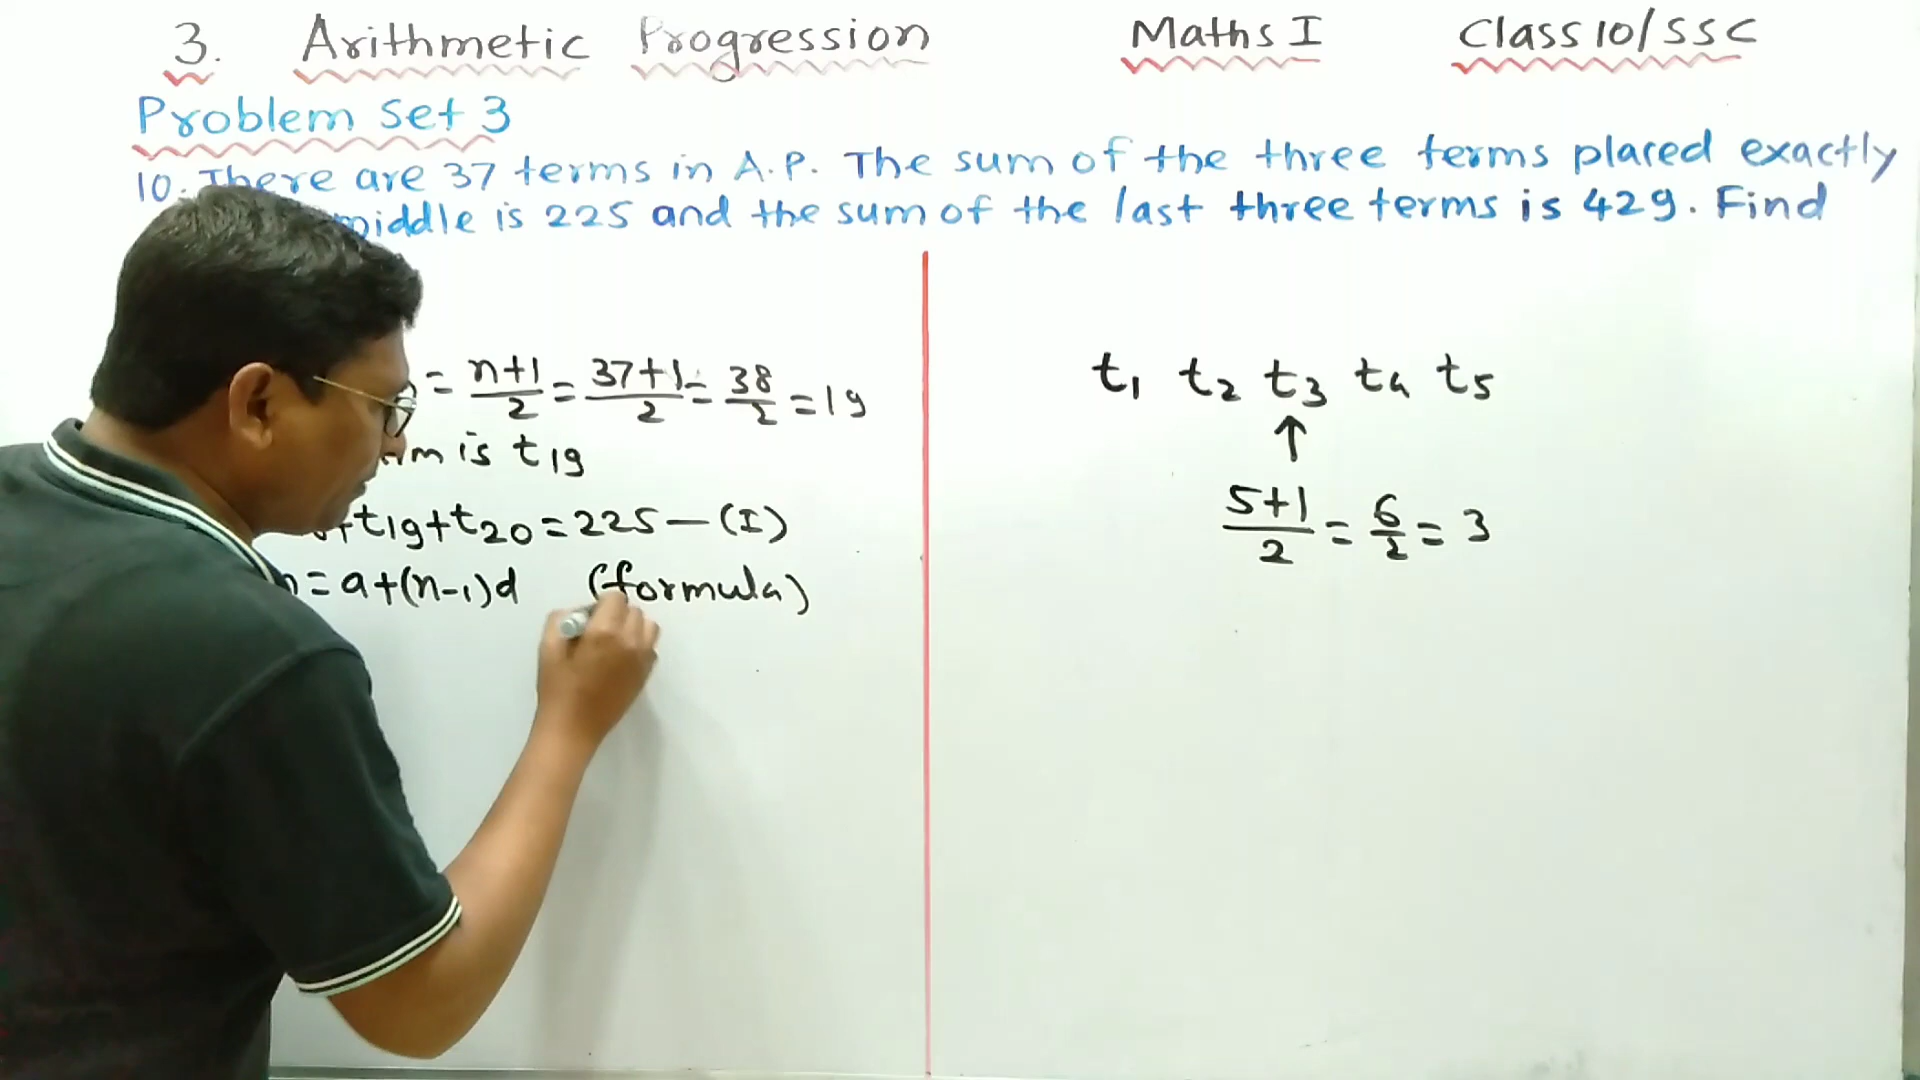 3. Arithmetic Progression Maths I Class 10/SSC
Problem Set 3
10. There are 37 terms in A.P. The sum of the three terms placed exactly
middle is 225 and the sum of the last three terms is 429. Find
= n+1/2 = 37+1/2 = 38/2 = 19
is t19
+t19+t20=225—(I)
n=a+(n-1)d (formula)
t1 t2 t3 t4 t5
↑
5+1/2 = 6/2 = 3